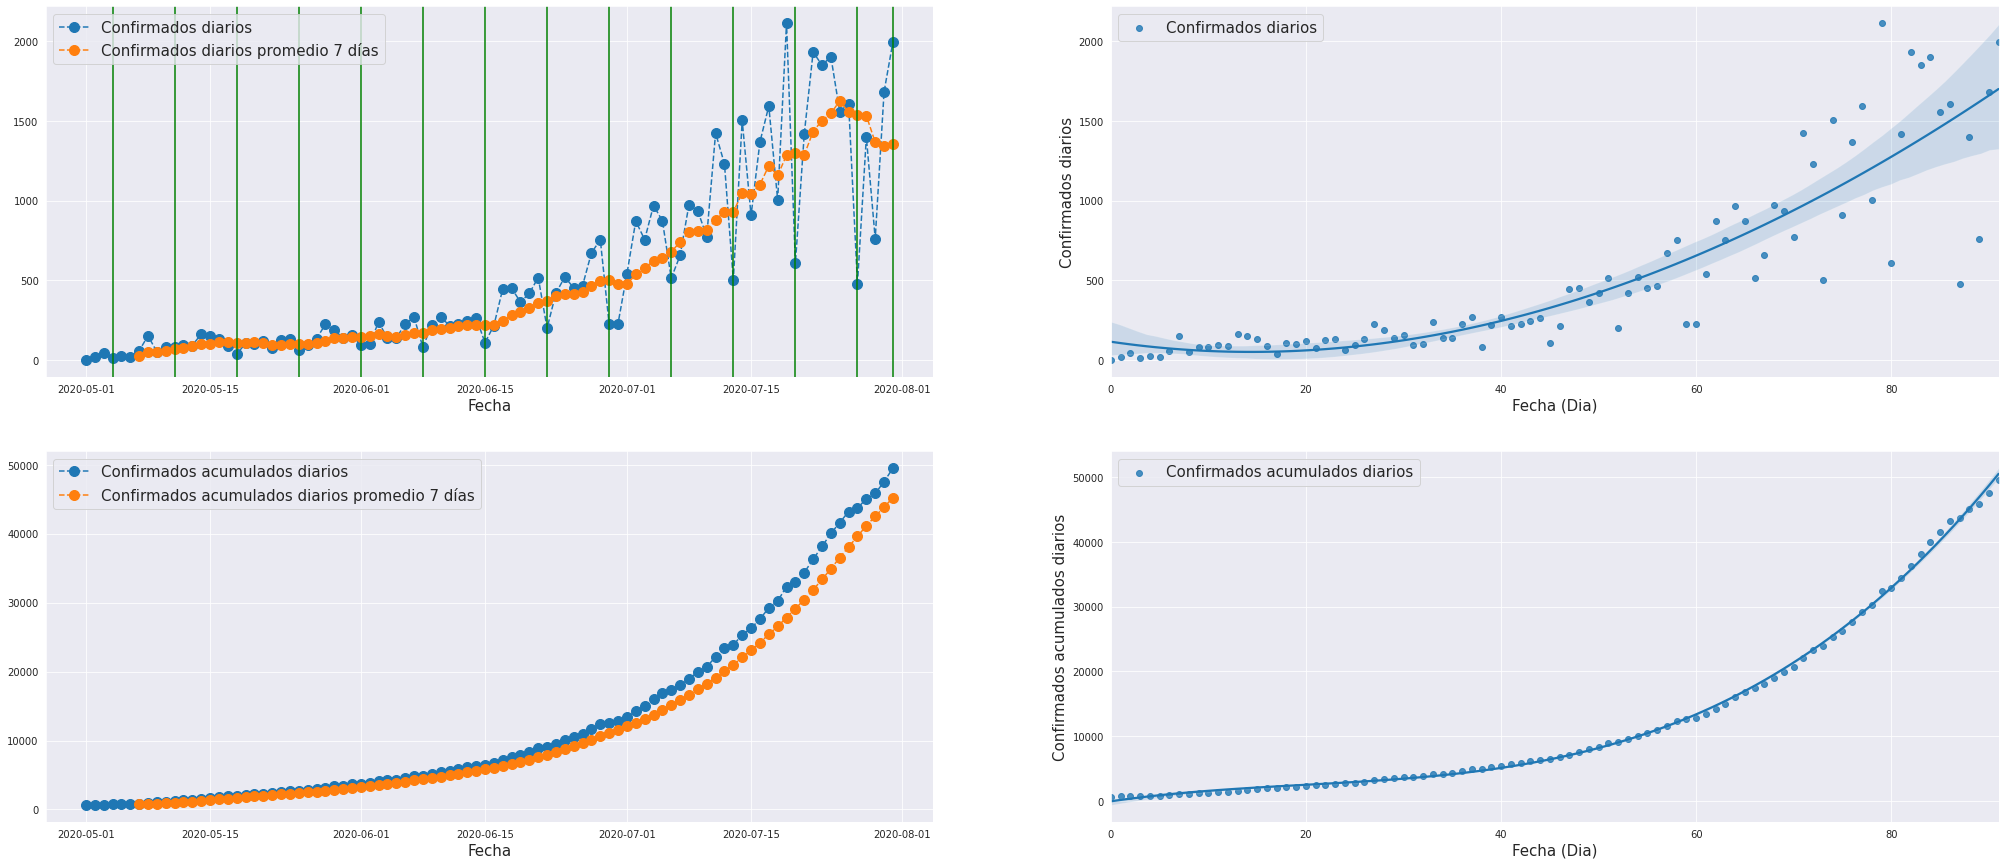 Confirmados diarios
Confirmados diarios promedio 7 días
2000
1500
1000
500
0
2020-05-01 2020-05-15 2020-06-01 2020-06-15 2020-07-01 2020-07-15 2020-08-01
Fecha
Confirmados diarios
Confirmados diarios
2000
1500
1000
500
0
0 20 40 60 80
Fecha (Dia)
Confirmados acumulados diarios
Confirmados acumulados diarios promedio 7 días
50000
40000
30000
20000
10000
0
2020-05-01 2020-05-15 2020-06-01 2020-06-15 2020-07-01 2020-07-15 2020-08-01
Fecha
Confirmados acumulados diarios
Confirmados acumulados diarios
50000
40000
30000
20000
10000
0
0 20 40 60 80
Fecha (Dia)